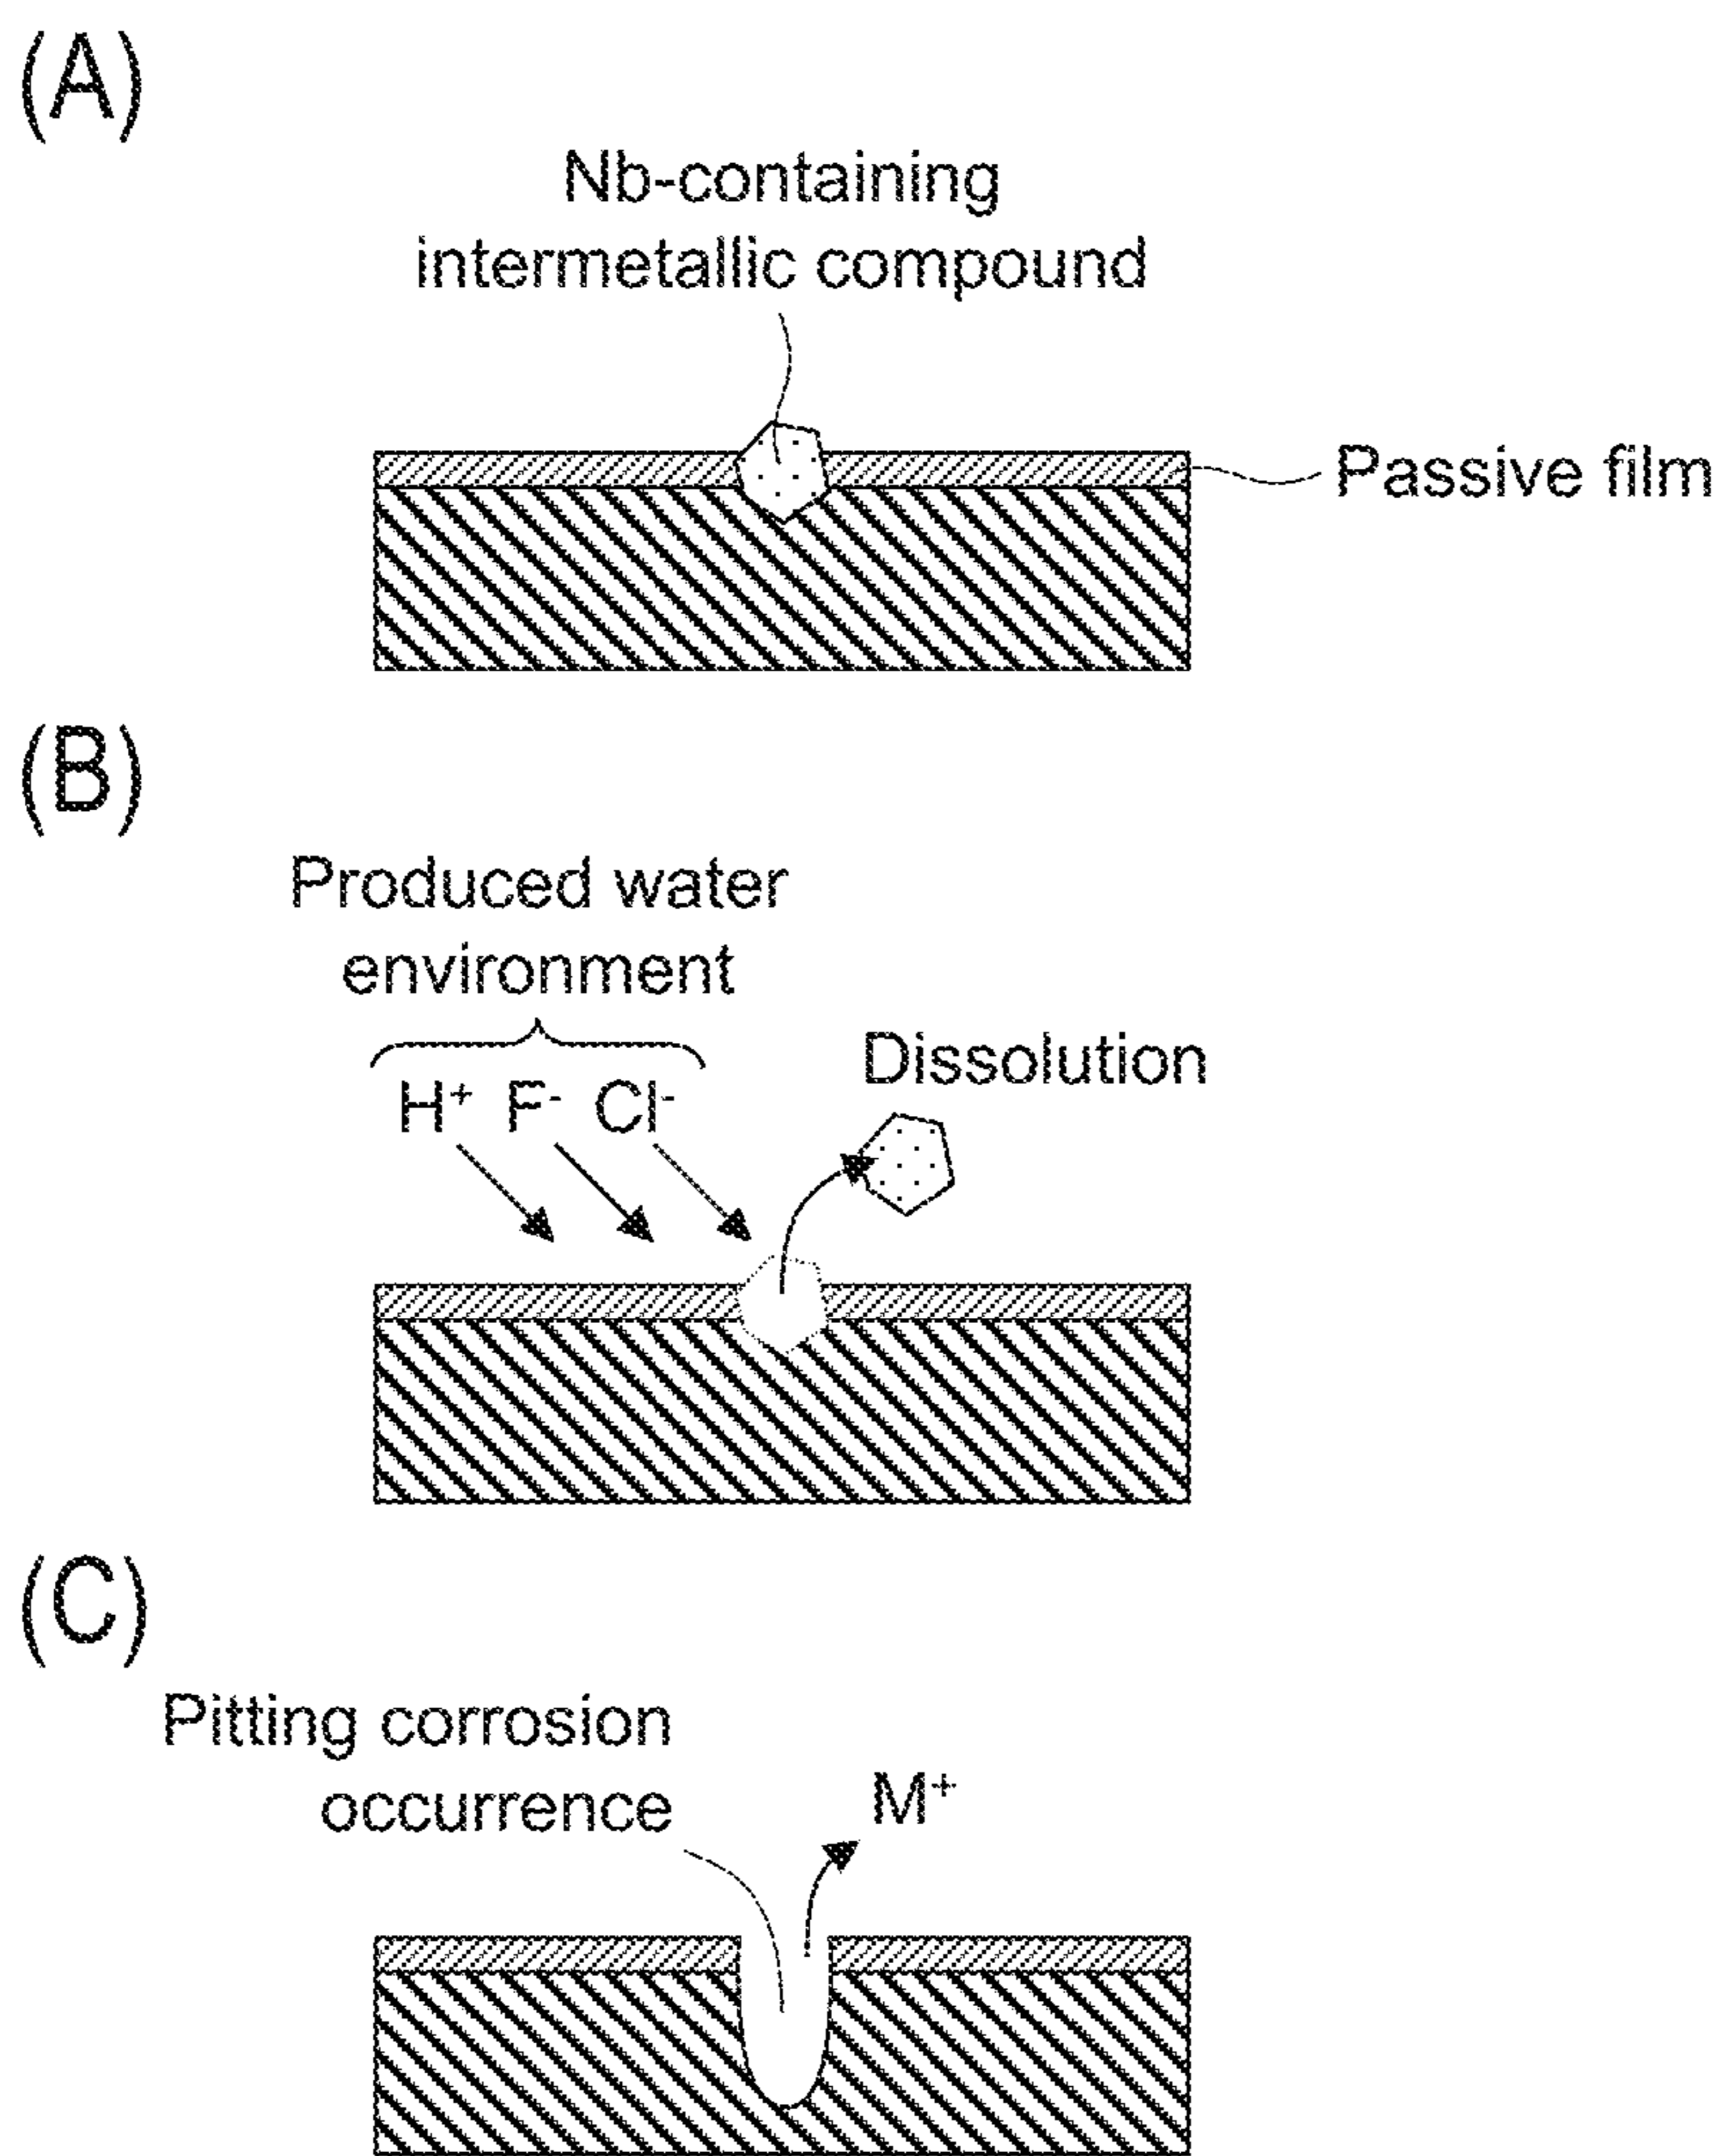 (A)
Nb-containing
intermetallic compound
Passive film
(B)
Produced water
environment
H⁺ F⁻ Cl⁻
Dissolution
(C)
Pitting corrosion
occurrence
M⁺